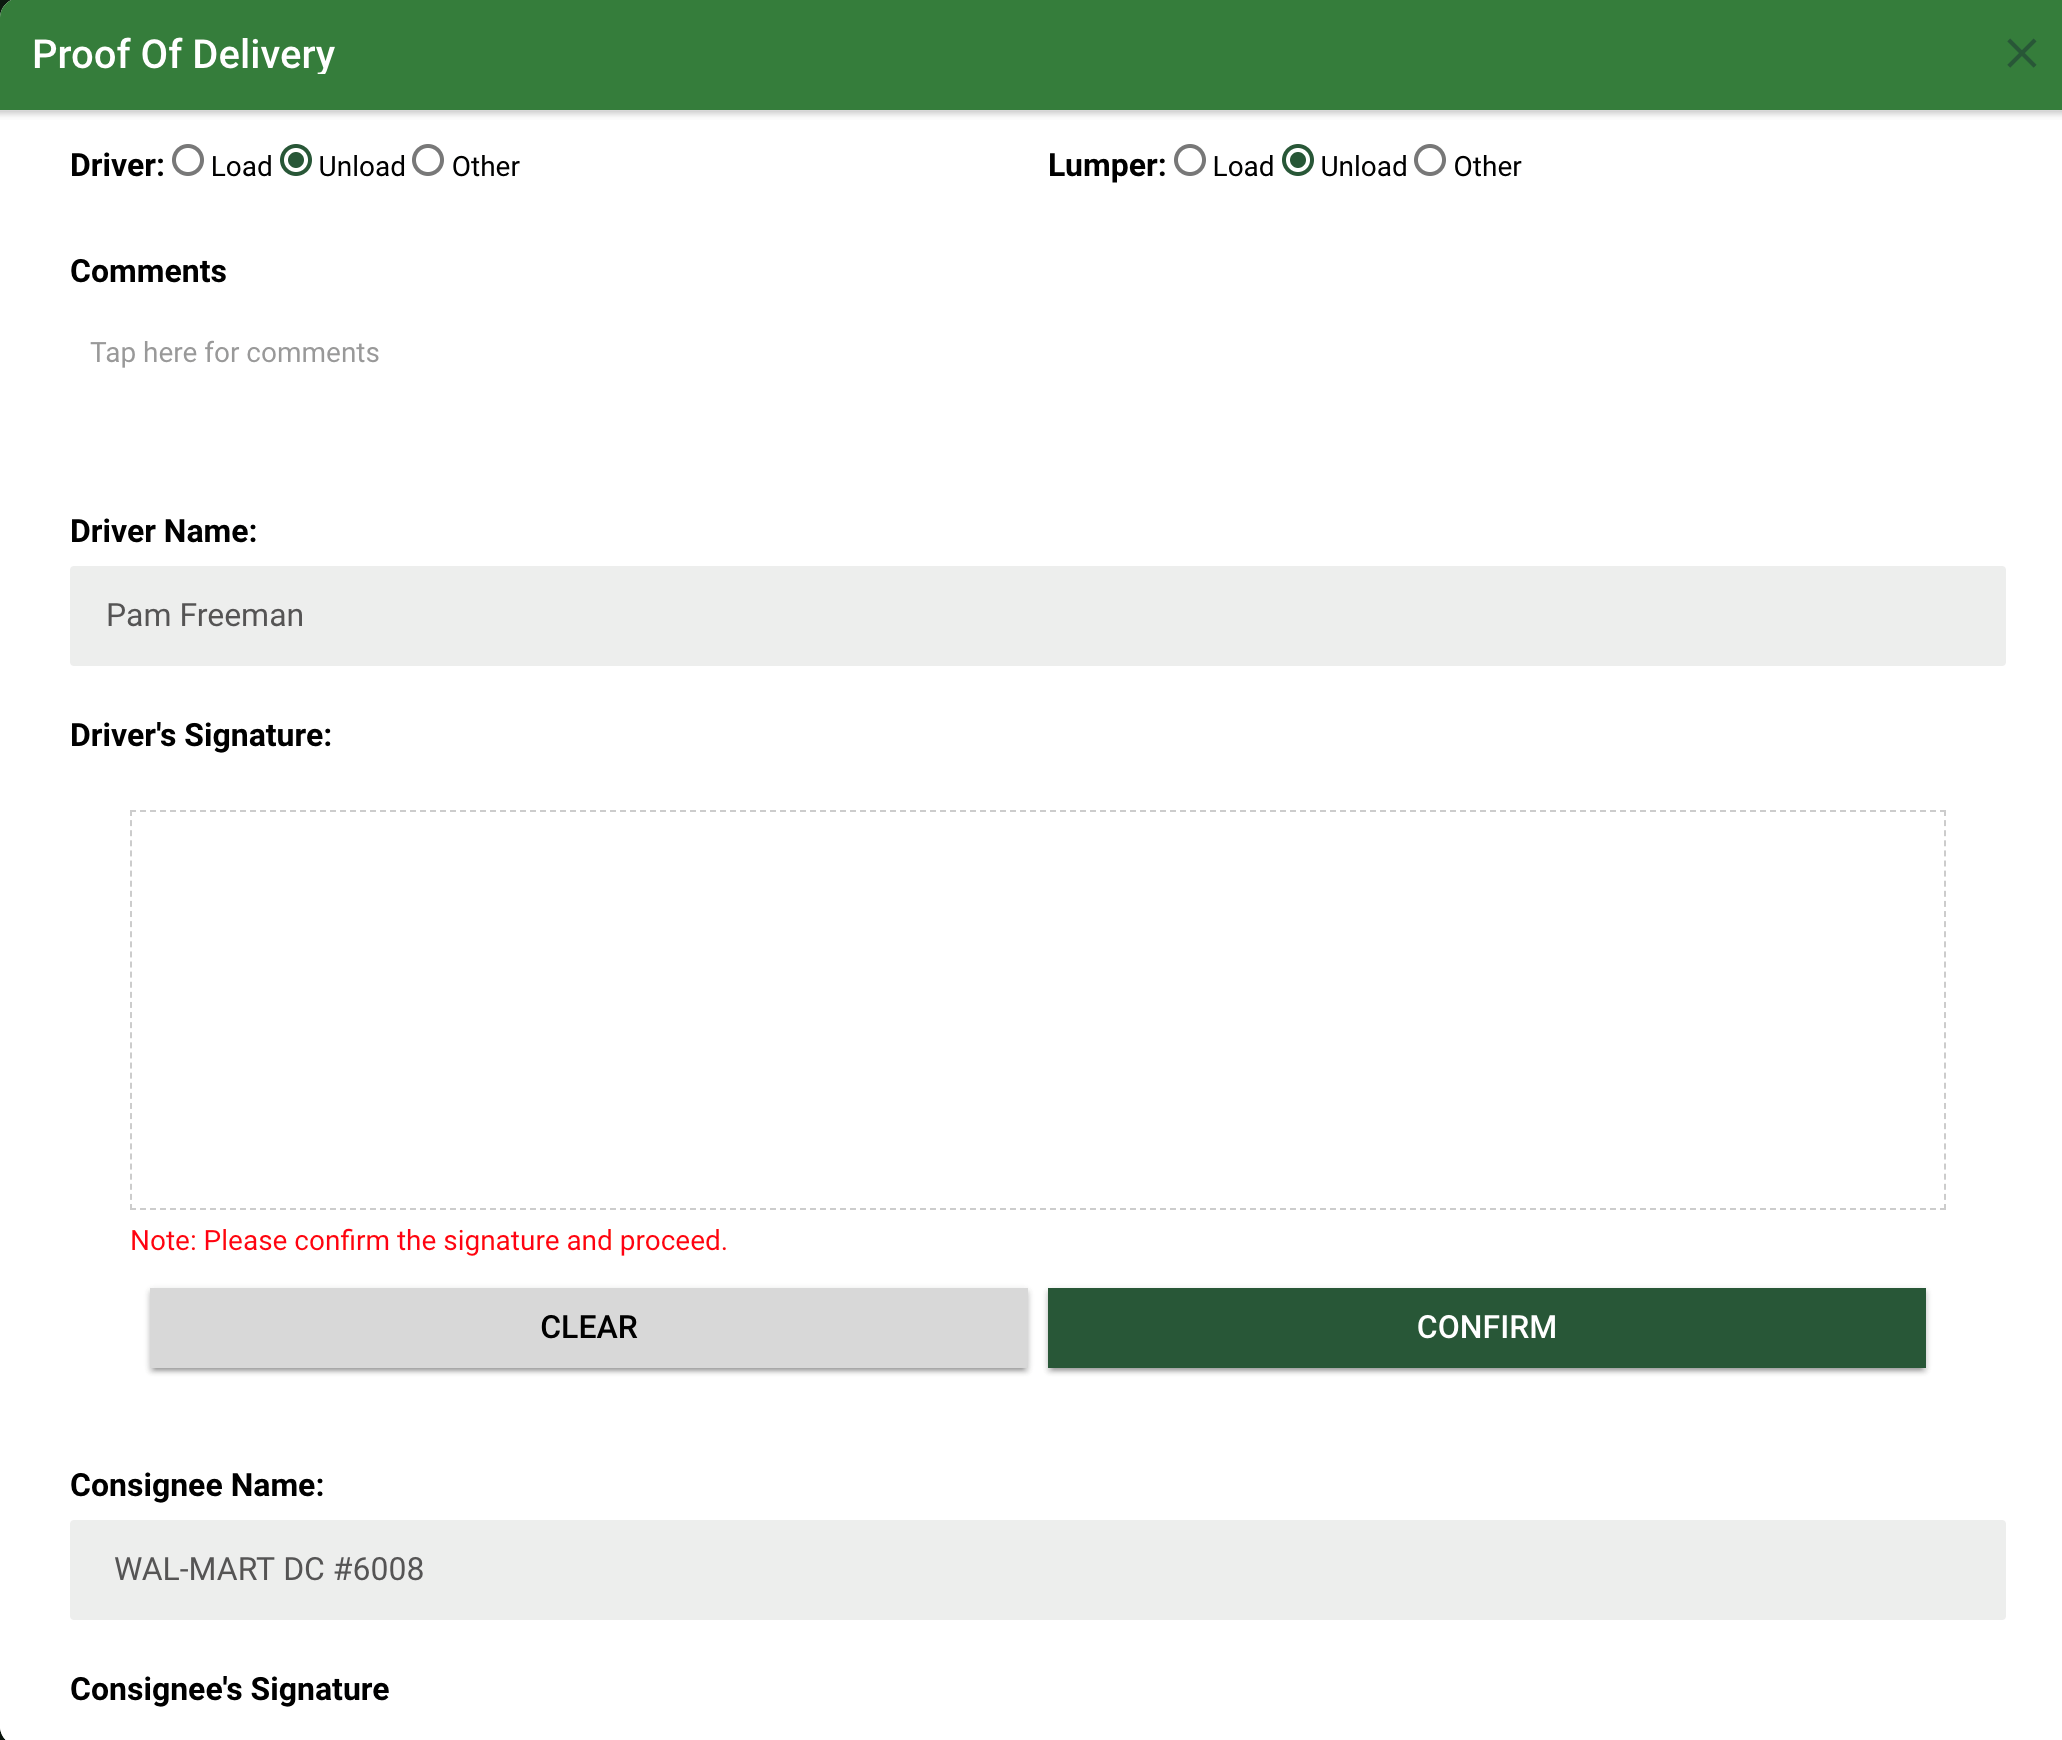 Proof Of Delivery
Driver: Load Unload Other Lumper: Load Unload Other
Comments
Tap here for comments
Driver Name:
Pam Freeman
Driver's Signature:
Note: Please confirm the signature and proceed.
CLEAR CONFIRM
Consignee Name:
WAL-MART DC #6008
Consignee's Signature